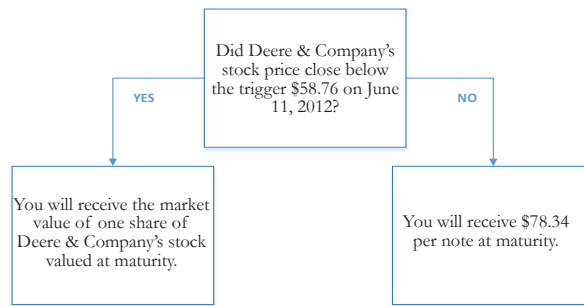 Did Deere & Company's
stock price close below
the trigger $58.76 on June
11, 2012?
YES
NO
You will receive the market
value of one share of
Deere & Company's stock
valued at maturity.
You will receive $78.34
per note at maturity.